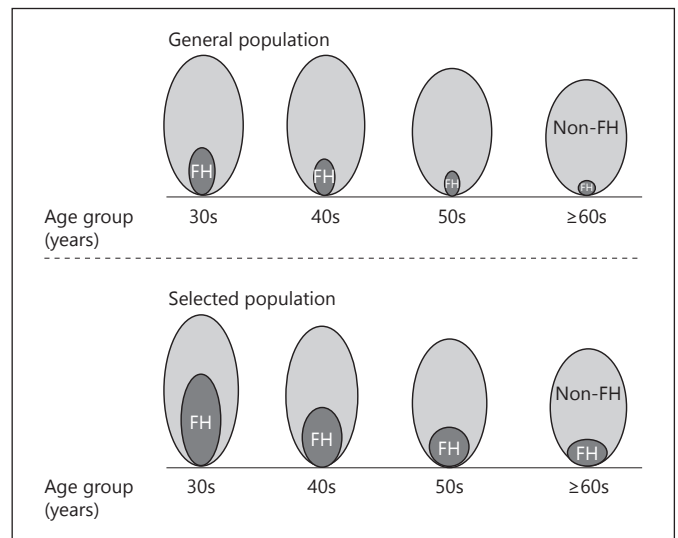 General population
FH FH FH FH Non-FH
Age group (years) 30s 40s 50s ≥60s
Selected population
FH FH FH FH Non-FH
Age group (years) 30s 40s 50s ≥60s